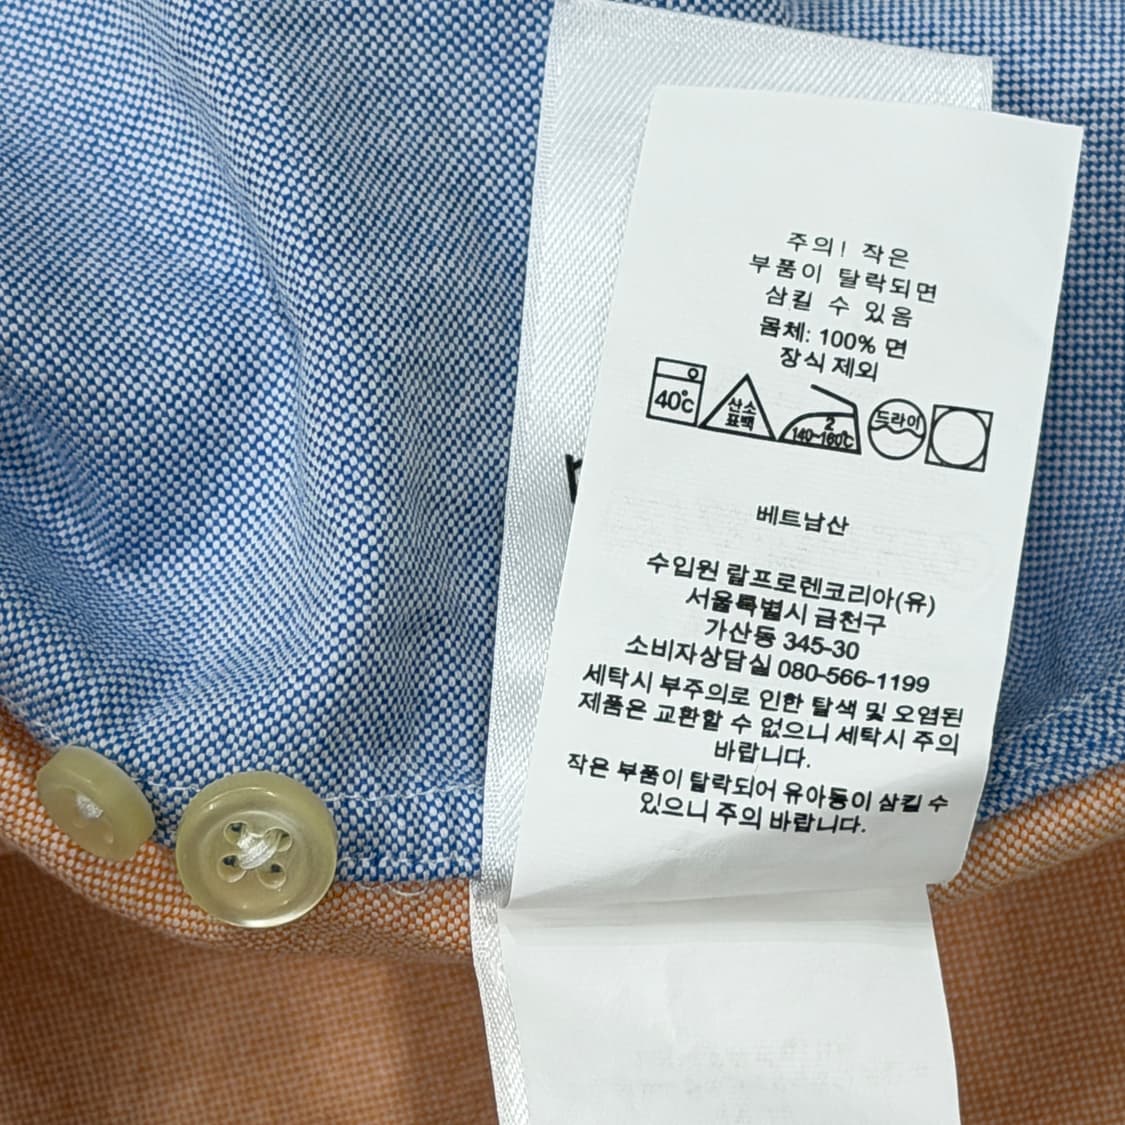 주의! 작은
부품이 탈락되면
삼킬 수 있음
몸체: 100% 면
장식 제외
40℃
산소
표백
2
140~160℃
드라이
베트남산
수입원 랄프로렌코리아(유)
서울특별시 금천구
가산동 345-30
소비자상담실 080-566-1199
세탁시 부주의로 인한 탈색 및 오염된
제품은 교환할 수 없으니 세탁시 주의
바랍니다.
작은 부품이 탈락되어 유아동이 삼킬 수
있으니 주의 바랍니다.